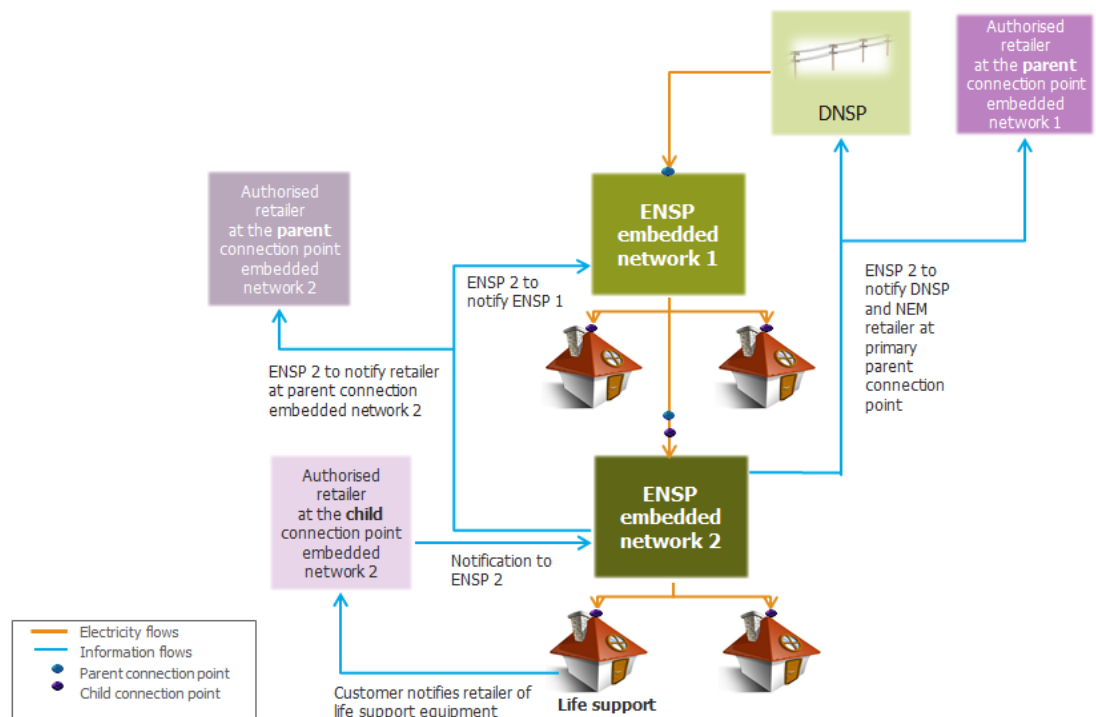 Authorised
retailer
at the parent
connection point
embedded
network 1
DNSP
Authorised
retailer
at the parent
connection point
embedded
network 2
ENSP
embedded
network 1
ENSP 2 to
notify ENSP 1
ENSP 2 to
notify DNSP
and NEM
retailer at
primary
parent
connection
point
ENSP 2 to notify retailer
at parent connection
embedded network 2
Authorised
retailer
at the child
connection point
embedded
network 2
ENSP
embedded
network 2
Notification to
ENSP 2
Electricity flows
Information flows
Parent connection point
Child connection point
Customer notifies retailer of
life support equipment
Life support